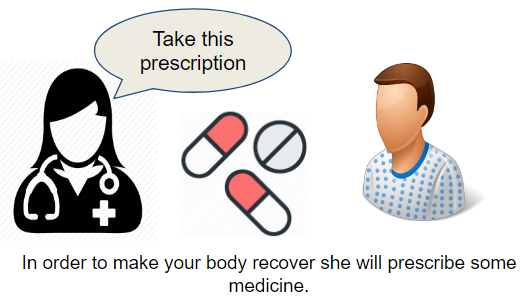 Take this
prescription
In order to make your body recover she will prescribe some
medicine.